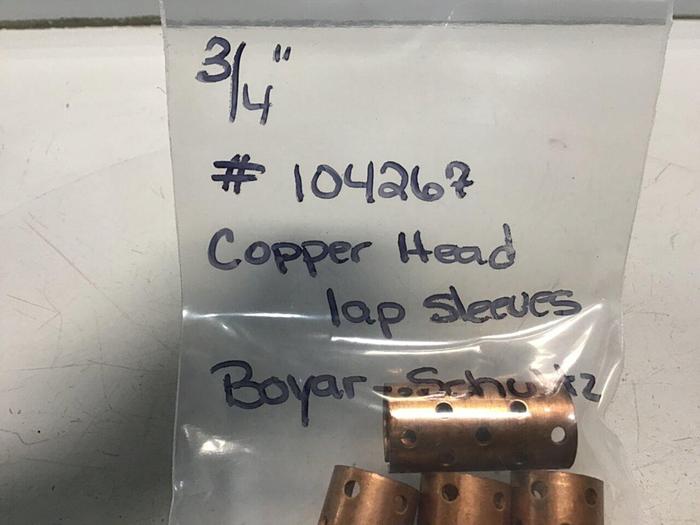 3/4"
# 104267
Copper Head
lap sleeves
Boyar-Schultz